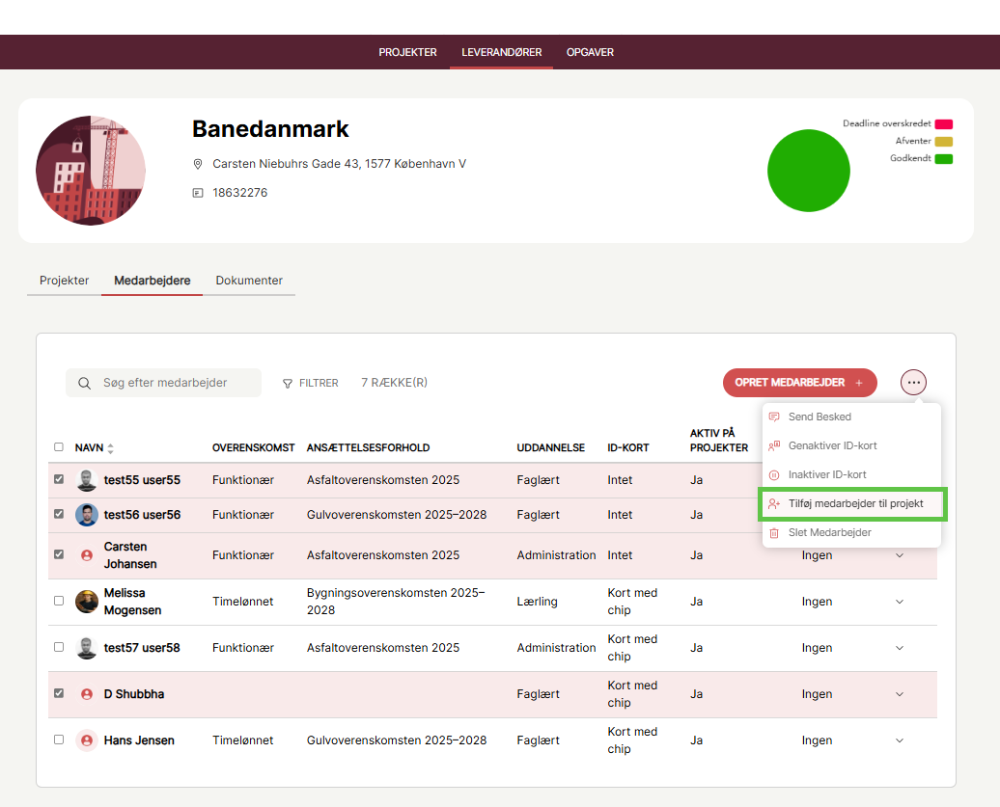 PROJEKTER LEVERANDØRER OPGAVER
Banedanmark
Carsten Niebuhrs Gade 43, 1577 København V
18632276
Deadline overskredet
Afventer
Godkendt
Projekter Medarbejdere Dokumenter
Søg efter medarbejder FILTRER 7 RÆKKE(R) OPRET MEDARBEJDER +
Send Besked
Genaktiver ID-kort
Inaktiver ID-kort
Tilføj medarbejder til projekt
Slet Medarbejder
NAVN OVERENSKOMST ANSÆTTELSESFORHOLD UDDANNELSE ID-KORT AKTIV PÅ PROJEKTER
test55 user55 Funktionær Asfaltoverenskomsten 2025 Faglært Intet Ja
test56 user56 Funktionær Gulvoverenskomsten 2025–2028 Faglært Intet Ja
Carsten Johansen Funktionær Asfaltoverenskomsten 2025 Administration Intet Ja Ingen
Melissa Mogensen Timelønnet Bygningsoverenskomsten 2025–2028 Lærling Kort med chip Ja Ingen
test57 user58 Funktionær Asfaltoverenskomsten 2025 Administration Kort med chip Ja Ingen
D Shubbha Faglært Kort med chip Ja Ingen
Hans Jensen Timelønnet Gulvoverenskomsten 2025–2028 Faglært Kort med chip Ja Ingen